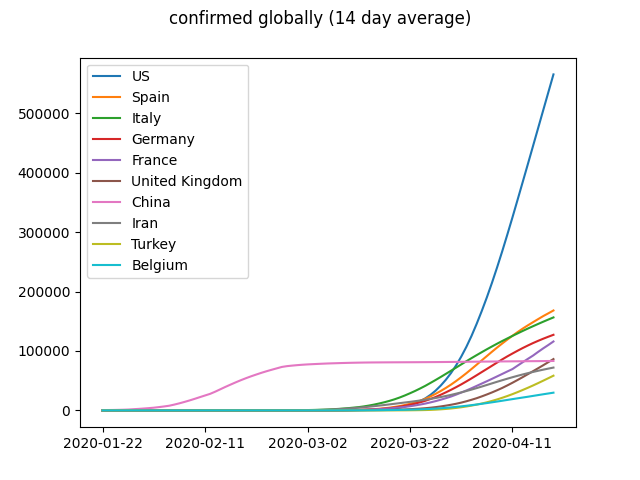 confirmed globally (14 day average)
US
Spain
Italy
Germany
France
United Kingdom
China
Iran
Turkey
Belgium
500000
400000
300000
200000
100000
0
2020-01-22 2020-02-11 2020-03-02 2020-03-22 2020-04-11